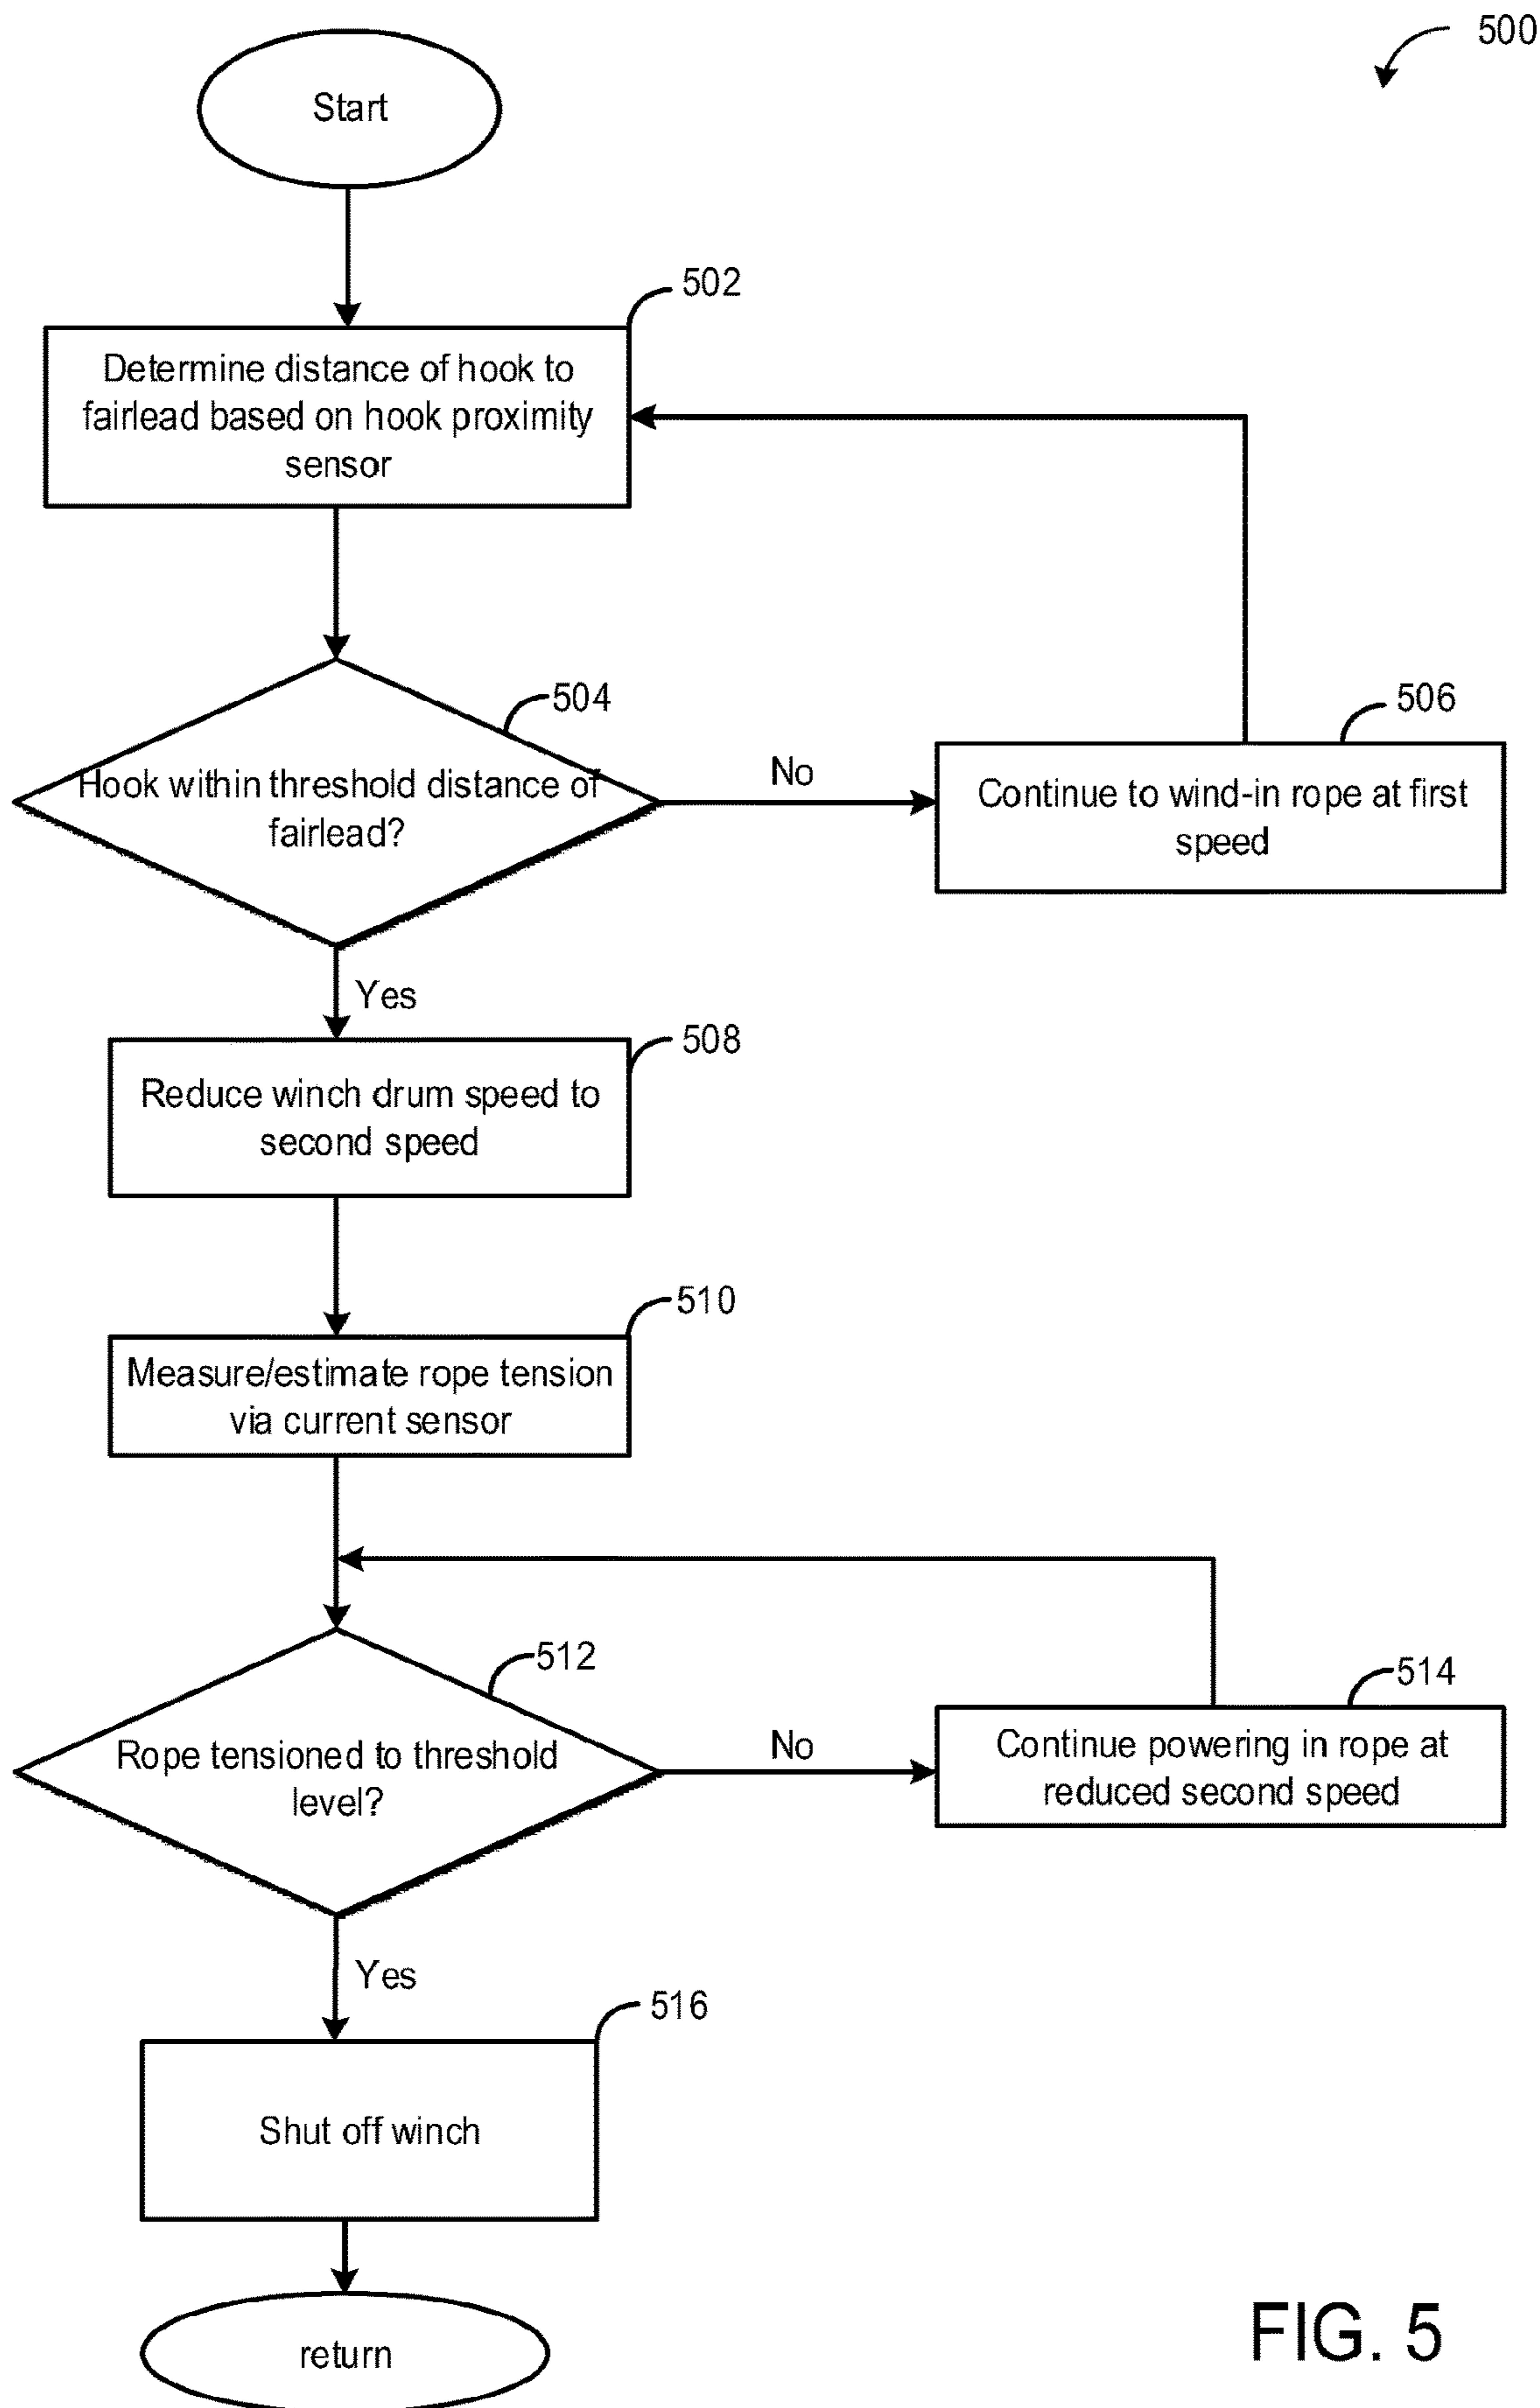 500
Start
502
Determine distance of hook to
fairlead based on hook proximity
sensor
504
Hook within threshold distance of
fairlead?
No
506
Continue to wind-in rope at first
speed
Yes
508
Reduce winch drum speed to
second speed
510
Measure/estimate rope tension
via current sensor
512
Rope tensioned to threshold
level?
No
514
Continue powering in rope at
reduced second speed
Yes
516
Shut off winch
return
FIG. 5